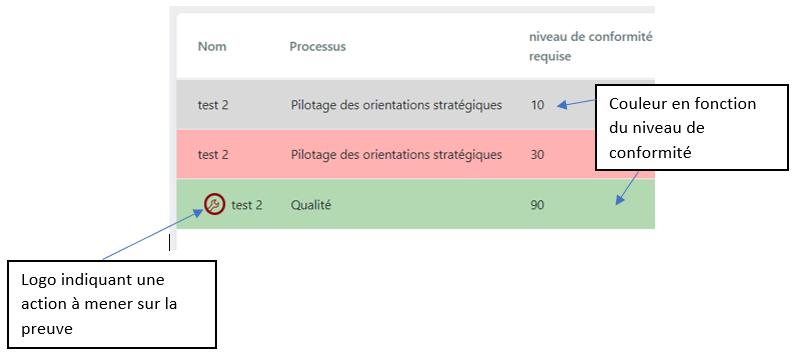 niveau de conformité
Nom Processus requise
test 2 Pilotage des orientations stratégiques 10
Couleur en fonction
du niveau de
conformité
test 2 Pilotage des orientations stratégiques 30
test 2 Qualité 90
Logo indiquant une
action à mener sur la
preuve